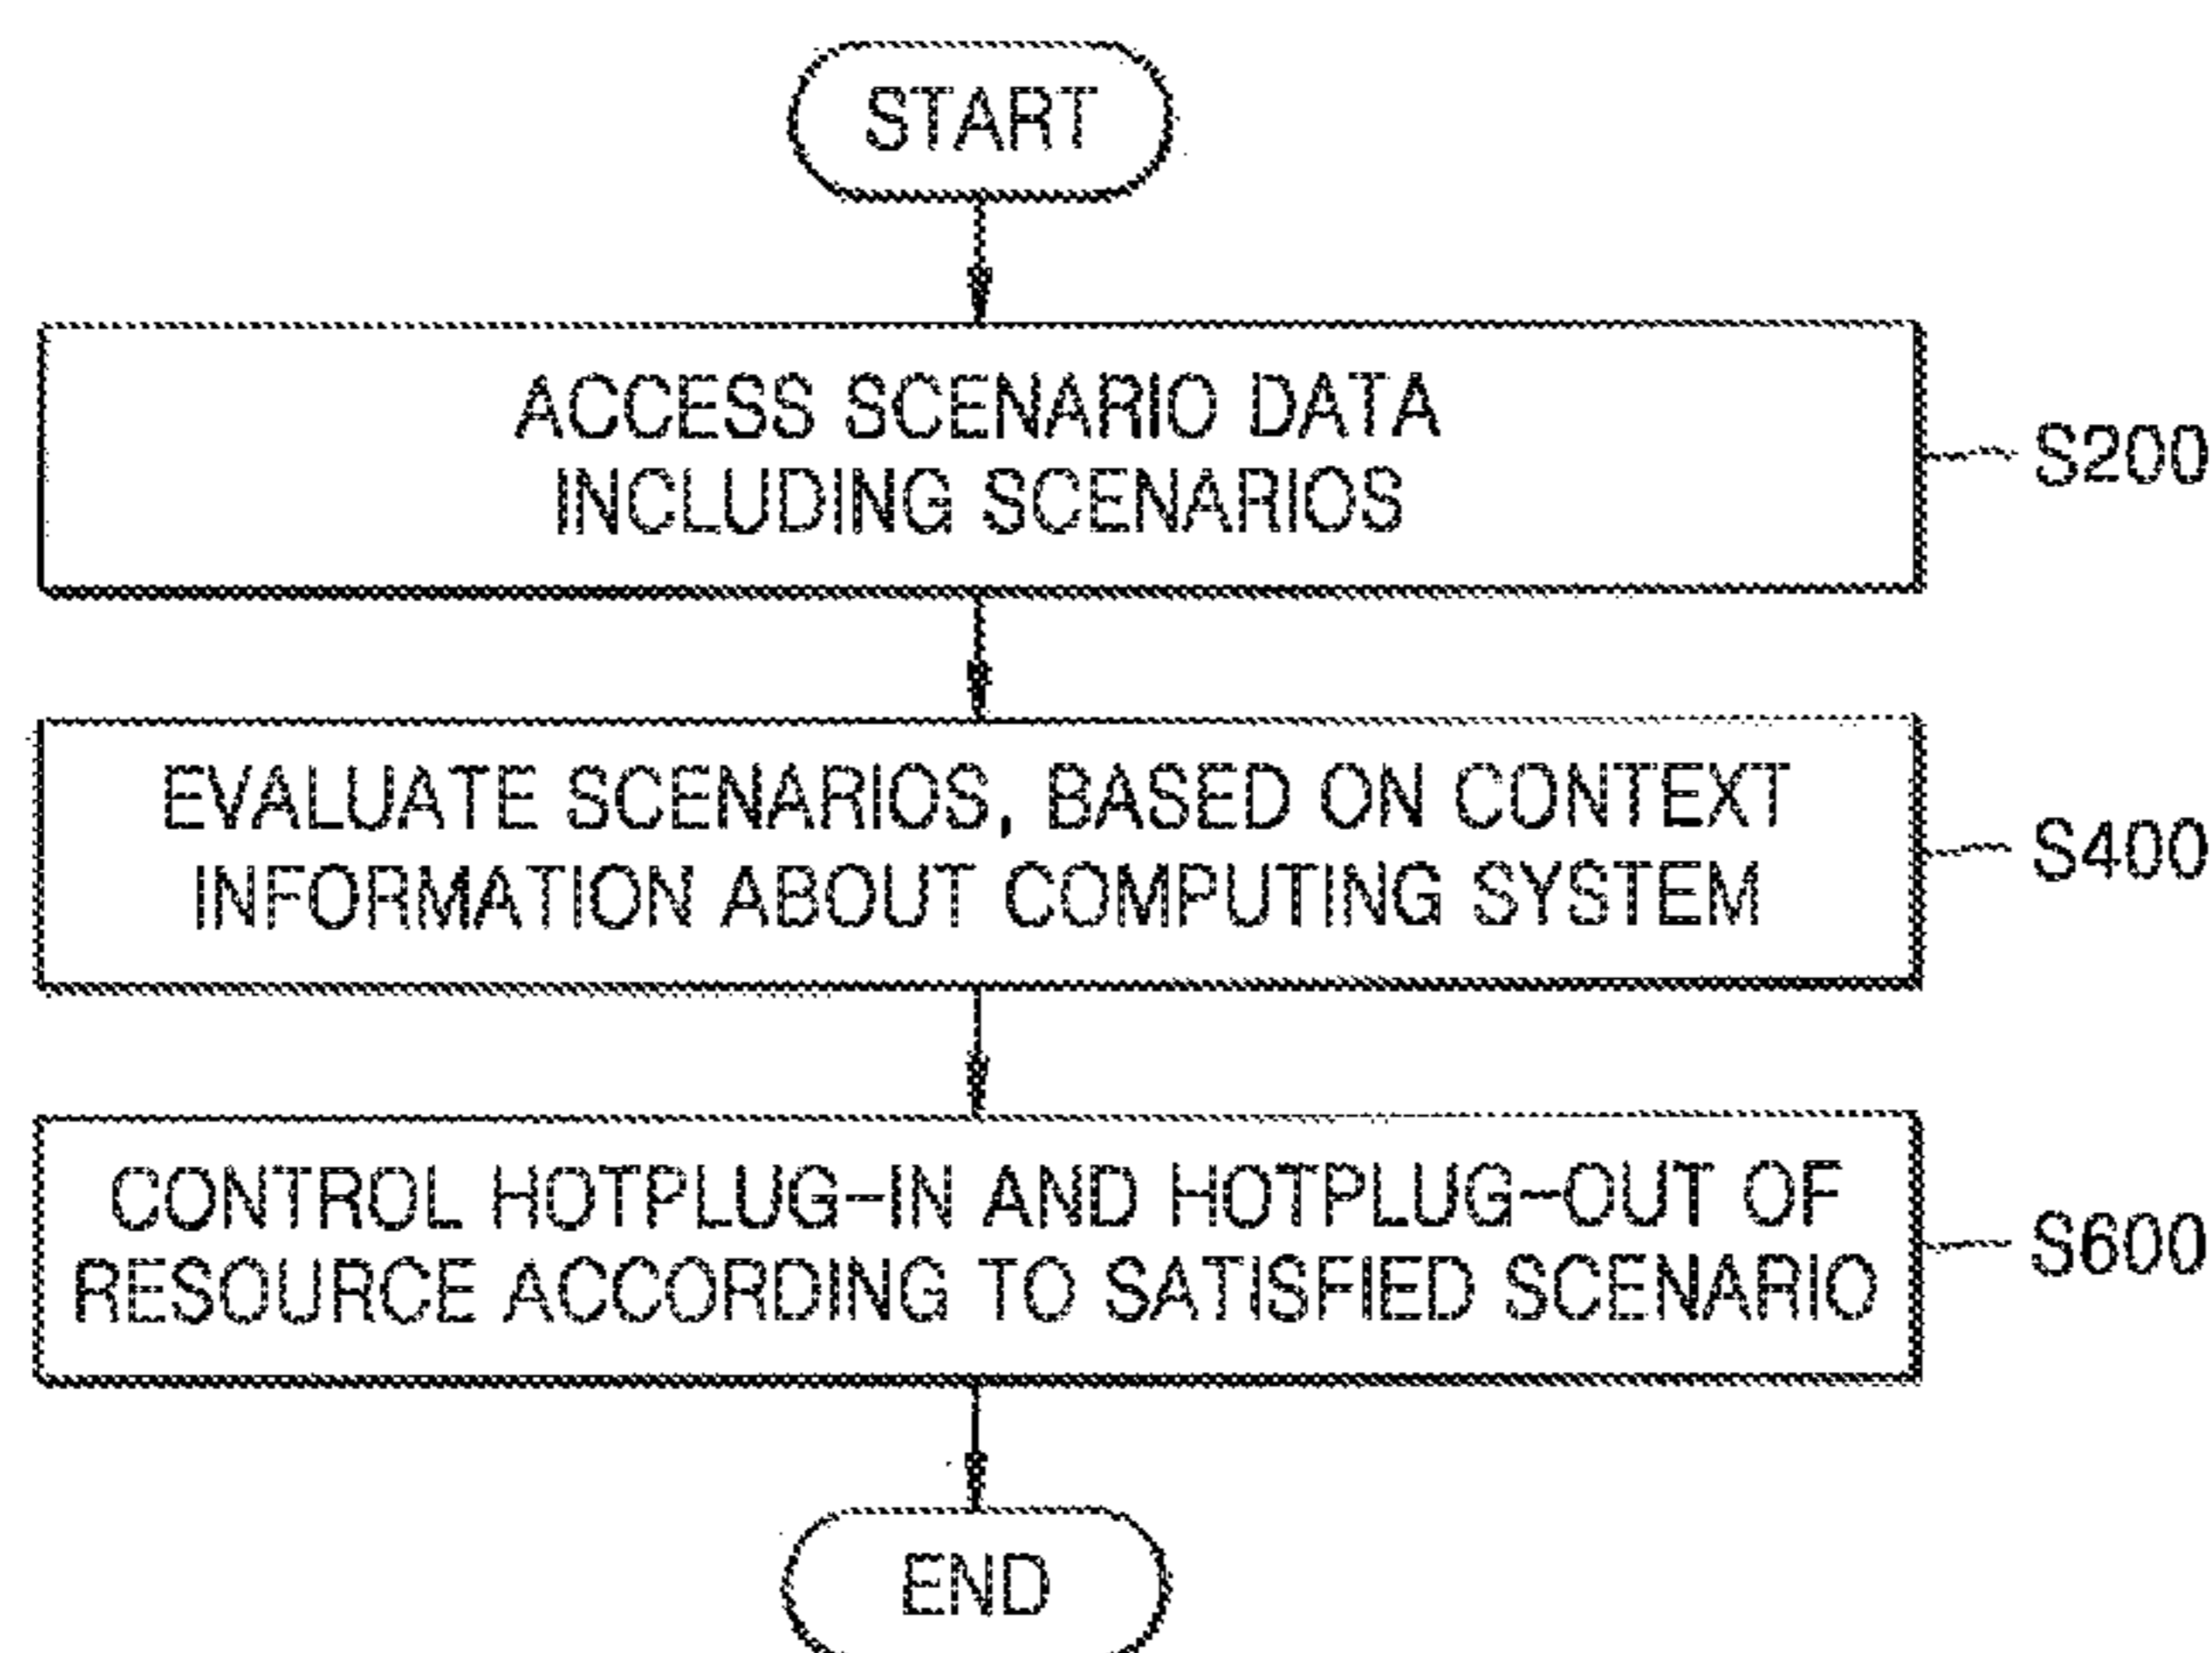 START
ACCESS SCENARIO DATA
INCLUDING SCENARIOS
S200
EVALUATE SCENARIOS, BASED ON CONTEXT
INFORMATION ABOUT COMPUTING SYSTEM
S400
CONTROL HOTPLUG-IN AND HOTPLUG-OUT OF
RESOURCE ACCORDING TO SATISFIED SCENARIO
S600
END